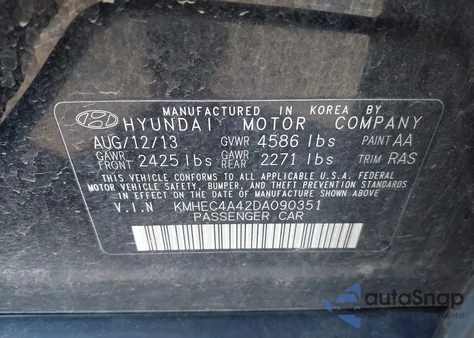 MANUFACTURED IN KOREA BY
HYUNDAI MOTOR COMPANY
AUG/12/13 GVWR 4586 lbs PAINT AA
GAWR FRONT 2425 lbs GAWR REAR 2271 lbs TRIM RAS
THIS VEHICLE CONFORMS TO ALL APPLICABLE U.S.A. FEDERAL
MOTOR VEHICLE SAFETY, BUMPER, AND THEFT PREVENTION STANDARDS
IN EFFECT ON THE DATE OF MANUFACTURE SHOWN ABOVE.
V.I.N KMHEC4A42DA090351
PASSENGER CAR
autoSnap